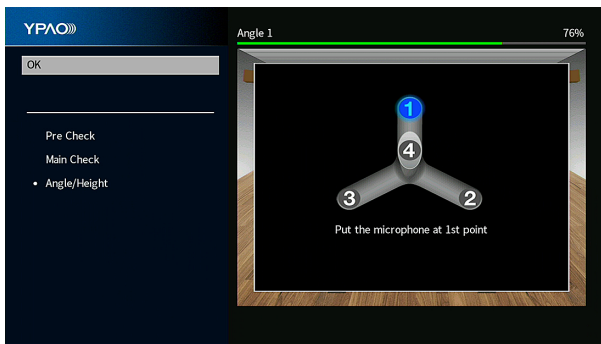 YPAO
OK
Pre Check
Main Check
• Angle/Height
Angle 1 76%
1
4
3 2
Put the microphone at 1st point